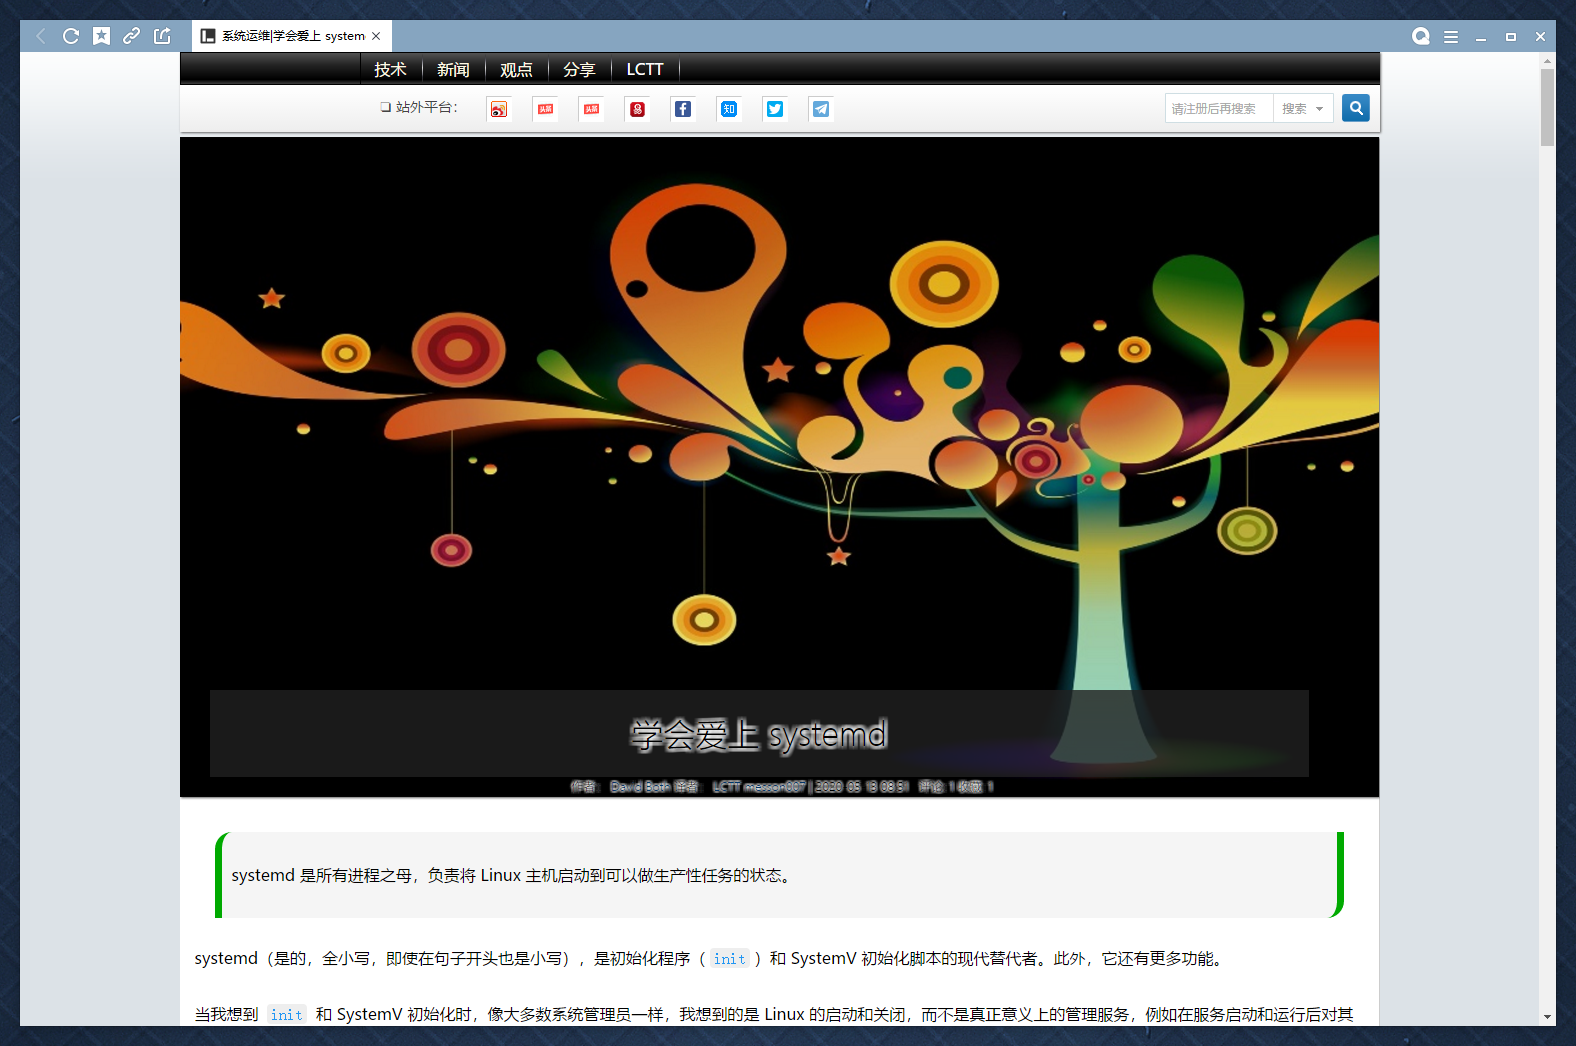 系统运维|学会爱上 system
技术 新闻 观点 分享 LCTT
站外平台：
头条
头条
知
请注册后再搜索 搜索
学会爱上 systemd
作者： David Both 译者： LCTT messon007 | 2020-05-13 08:51 评论: 1 收藏: 1
systemd 是所有进程之母，负责将 Linux 主机启动到可以做生产性任务的状态。
systemd（是的，全小写，即使在句子开头也是小写），是初始化程序（ init ）和 SystemV 初始化脚本的现代替代者。此外，它还有更多功能。
当我想到 init 和 SystemV 初始化时，像大多数系统管理员一样，我想到的是 Linux 的启动和关闭，而不是真正意义上的管理服务，例如在服务启动和运行后对其